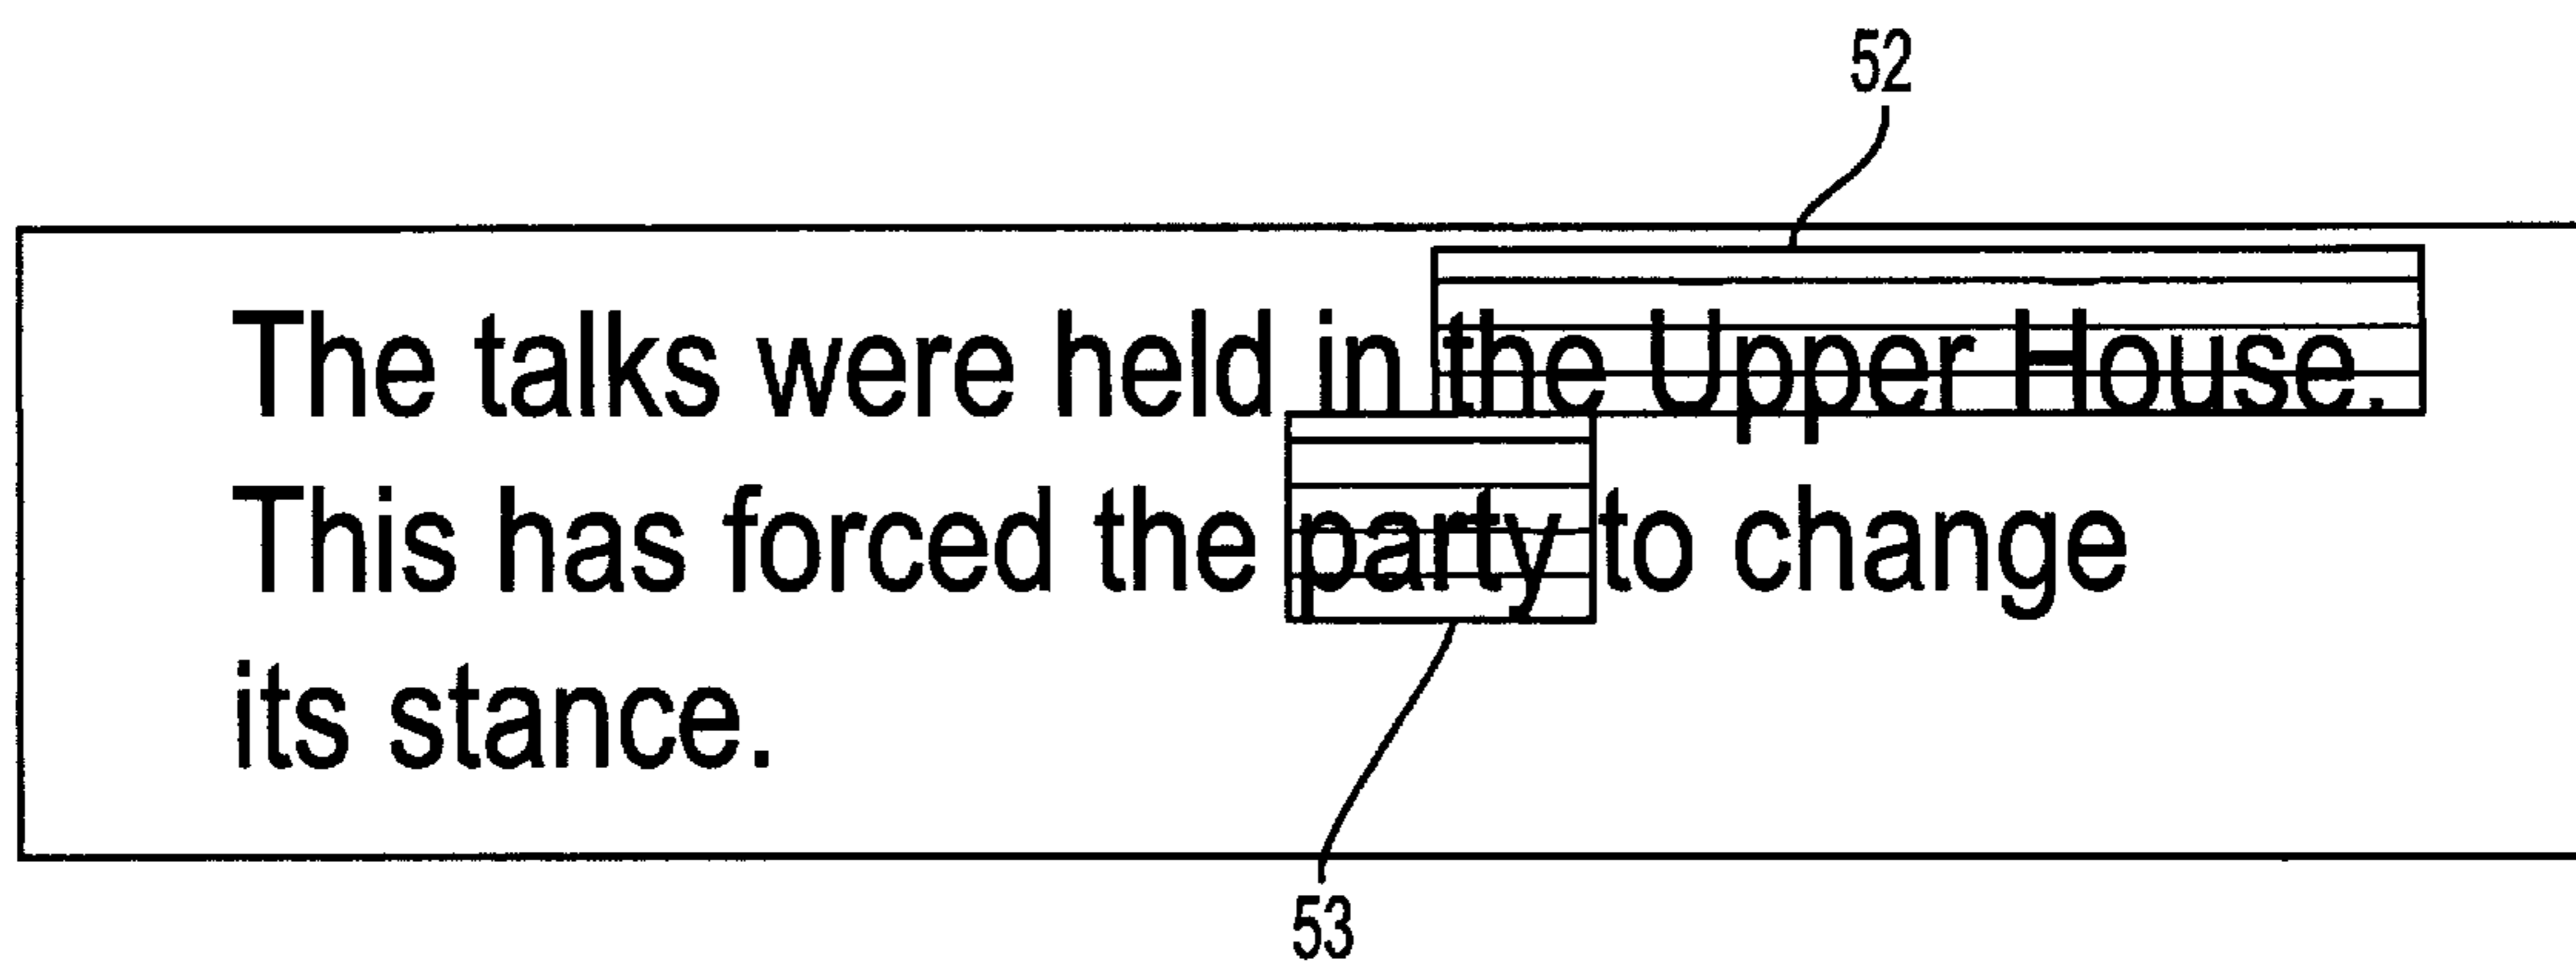 52
The talks were held in the Upper House.
This has forced the party to change
its stance.
53